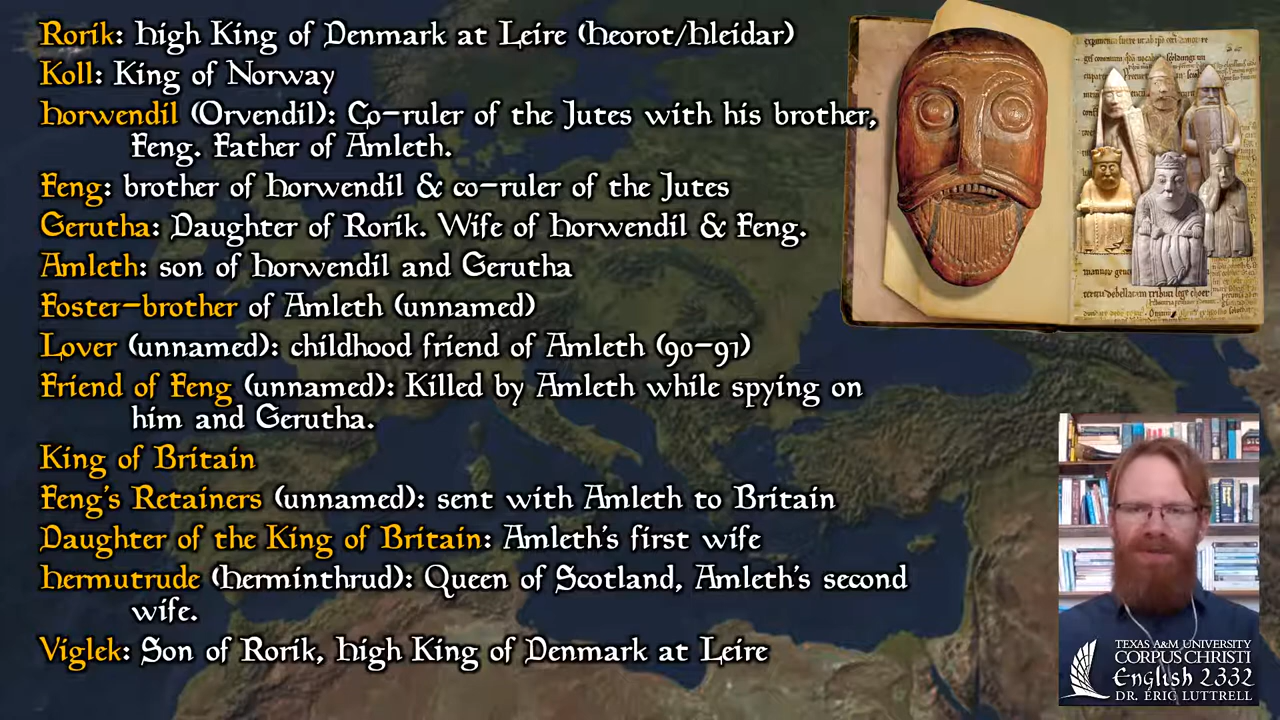 Rorik: High King of Denmark at Leire (Heorot/Hleidar)
Koll: King of Norway
Horwendil (Orvendil): Co-ruler of the Jutes with his brother,
Feng. Father of Amleth.
Feng: brother of Horwendil & co-ruler of the Jutes
Gerutha: Daughter of Rorik. Wife of Horwendil & Feng.
Amleth: son of Horwendil and Gerutha
Foster-brother of Amleth (unnamed)
Lover (unnamed): childhood friend of Amleth (90-91)
Friend of Feng (unnamed): Killed by Amleth while spying on
him and Gerutha.
King of Britain
Feng's Retainers (unnamed): sent with Amleth to Britain
Daughter of the King of Britain: Amleth's first wife
Hermutrude (Herminthrud): Queen of Scotland, Amleth's second
wife.
Viglek: Son of Rorik, High King of Denmark at Leire
TEXAS A&M UNIVERSITY
CORPUS CHRISTI
English 2332
DR. ERIC LUTTRELL